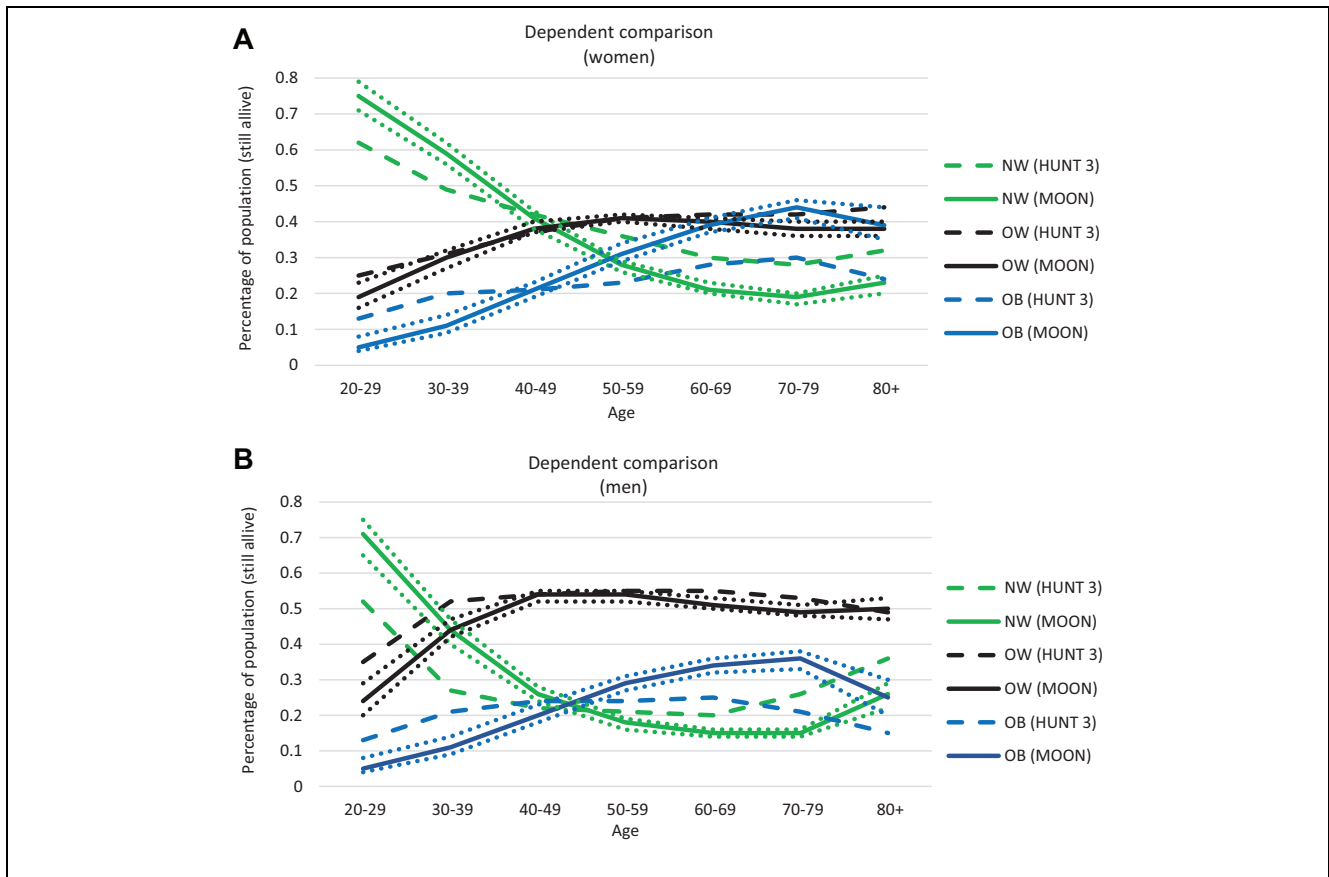 A
Dependent comparison
(women)
Percentage of population (still allive)
0.8
0.7
0.6
0.5
0.4
0.3
0.2
0.1
0
20-29 30-39 40-49 50-59 60-69 70-79 80+
Age
NW (HUNT 3)
NW (MOON)
OW (HUNT 3)
OW (MOON)
OB (HUNT 3)
OB (MOON)
B
Dependent comparison
(men)
Percentage of population (still allive)
0.8
0.7
0.6
0.5
0.4
0.3
0.2
0.1
0
20-29 30-39 40-49 50-59 60-69 70-79 80+
Age
NW (HUNT 3)
NW (MOON)
OW (HUNT 3)
OW (MOON)
OB (HUNT 3)
OB (MOON)